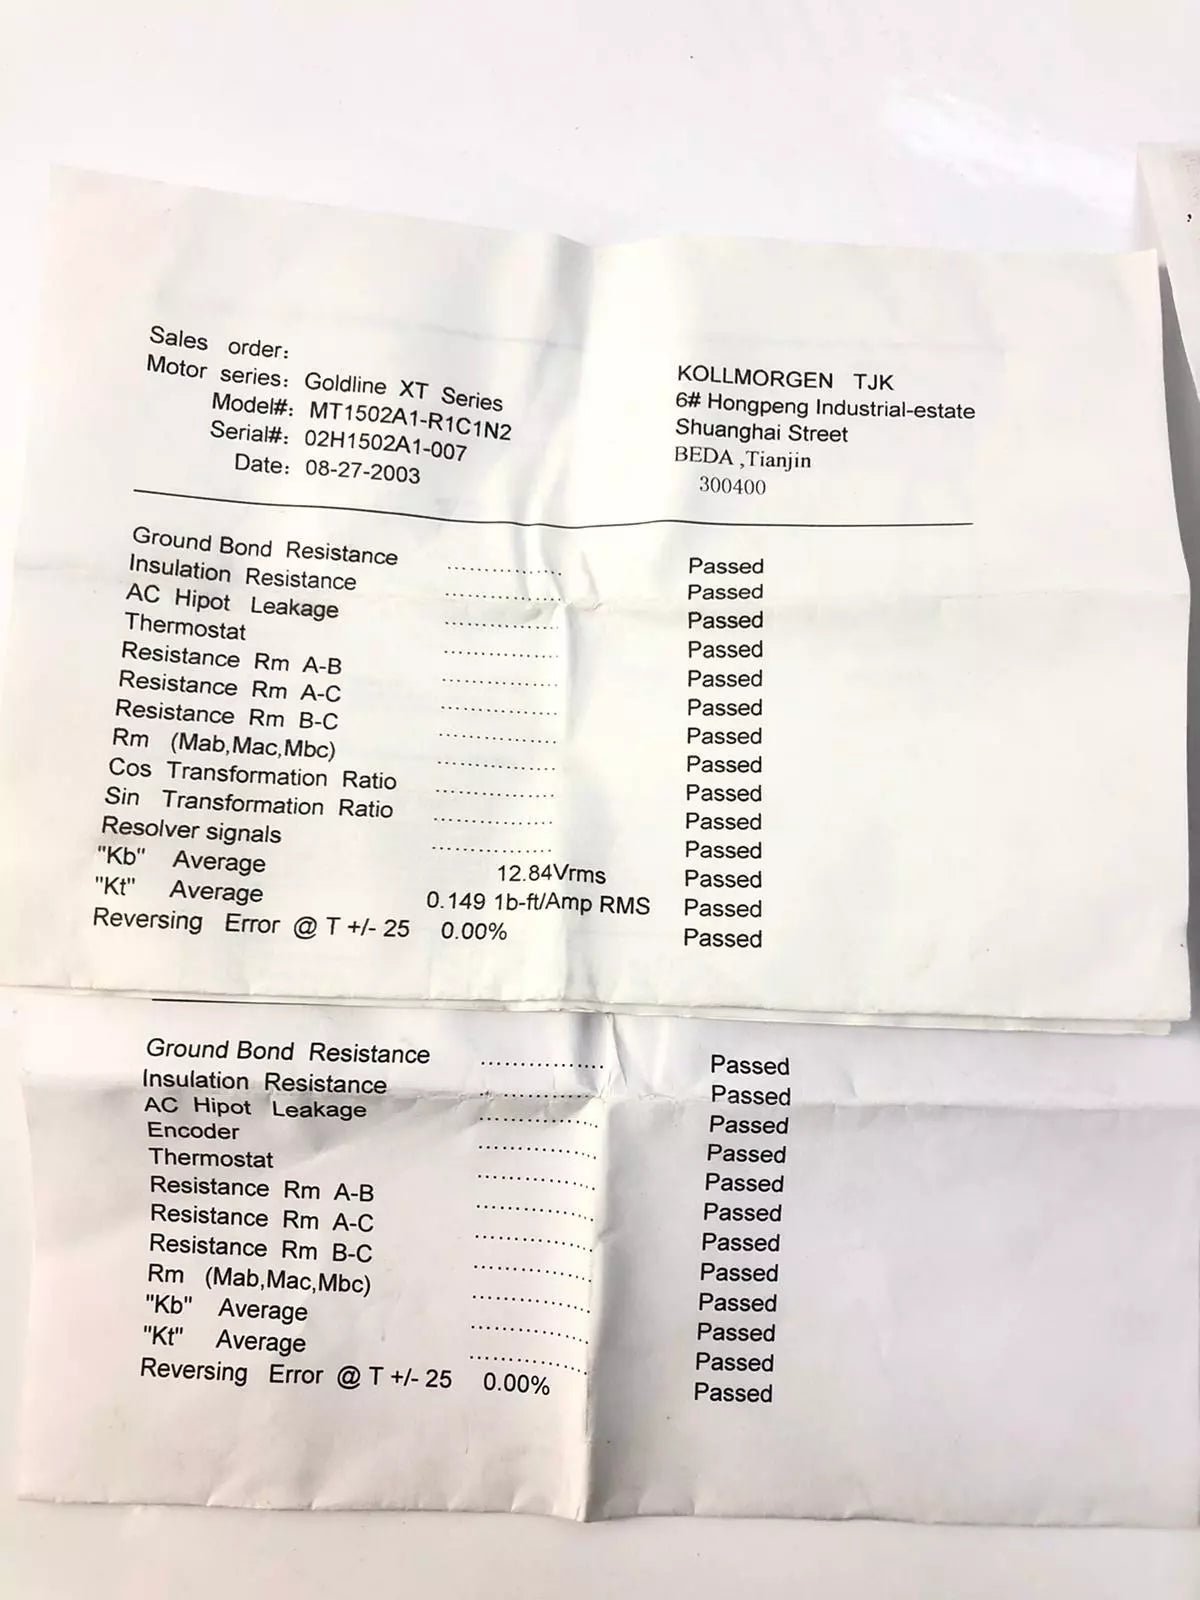 Sales order:
Motor series: Goldline XT Series
Model#: MT1502A1-R1C1N2
Serial#: 02H1502A1-007
Date: 08-27-2003
KOLLMORGEN TJK
6# Hongpeng Industrial-estate
Shuanghai Street
BEDA ,Tianjin
300400
Ground Bond Resistance ................ Passed
Insulation Resistance ................ Passed
AC Hipot Leakage ................ Passed
Thermostat ................ Passed
Resistance Rm A-B ................ Passed
Resistance Rm A-C ................ Passed
Resistance Rm B-C ................ Passed
Rm (Mab,Mac,Mbc) ................ Passed
Cos Transformation Ratio ................ Passed
Sin Transformation Ratio ................ Passed
Resolver signals ................ Passed
"Kb" Average 12.84Vrms Passed
"Kt" Average 0.149 1b-ft/Amp RMS Passed
Reversing Error @ T +/- 25 0.00% Passed
Ground Bond Resistance ................ Passed
Insulation Resistance ................ Passed
AC Hipot Leakage ................ Passed
Encoder ................ Passed
Thermostat ................ Passed
Resistance Rm A-B ................ Passed
Resistance Rm A-C ................ Passed
Resistance Rm B-C ................ Passed
Rm (Mab,Mac,Mbc) ................ Passed
"Kb" Average ................ Passed
"Kt" Average ................ Passed
Reversing Error @ T +/- 25 0.00% Passed